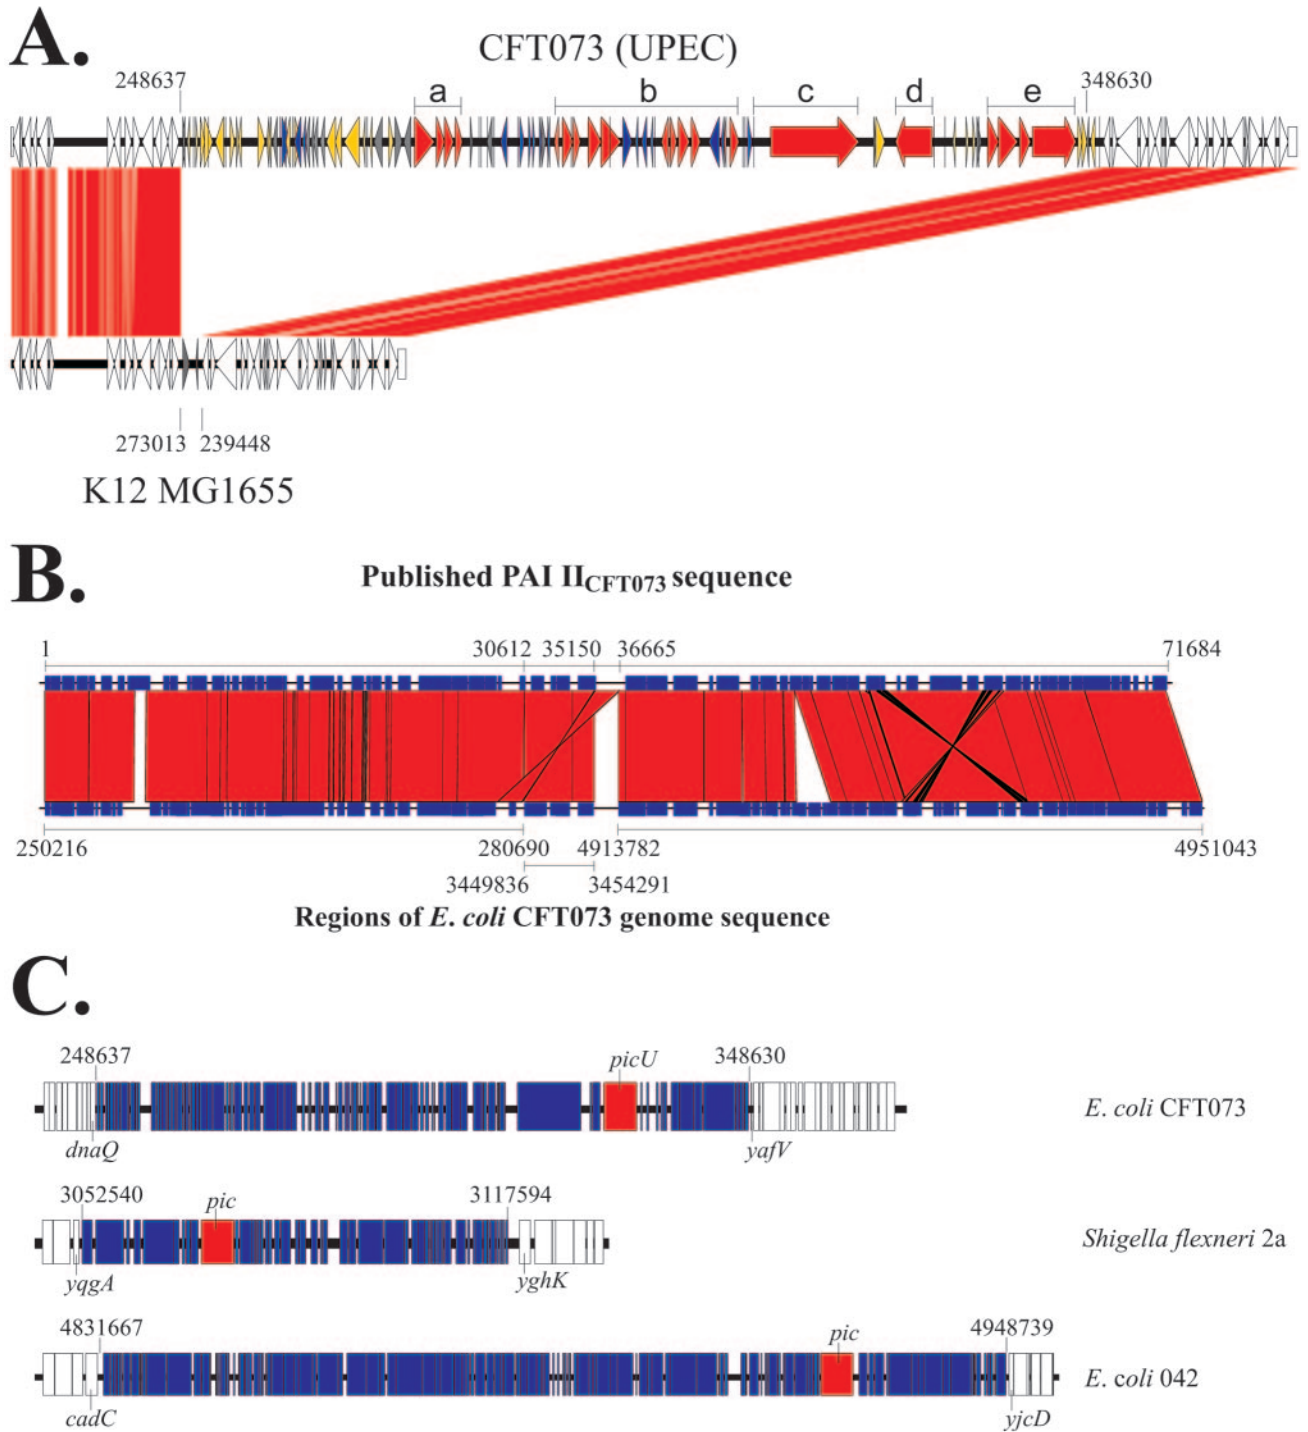 A.
CFT073 (UPEC)
248637 a b c d e 348630
273013 239448
K12 MG1655
B.
Published PAI IICFT073 sequence
1 30612 35150 36665 71684
250216 280690 4913782 4951043
3449836 3454291
Regions of E. coli CFT073 genome sequence
C.
248637 picU 348630
E. coli CFT073
dnaQ yafV
3052540 pic 3117594
Shigella flexneri 2a
yqgA yghK
4831667 pic 4948739
E. coli 042
cadC yjcD